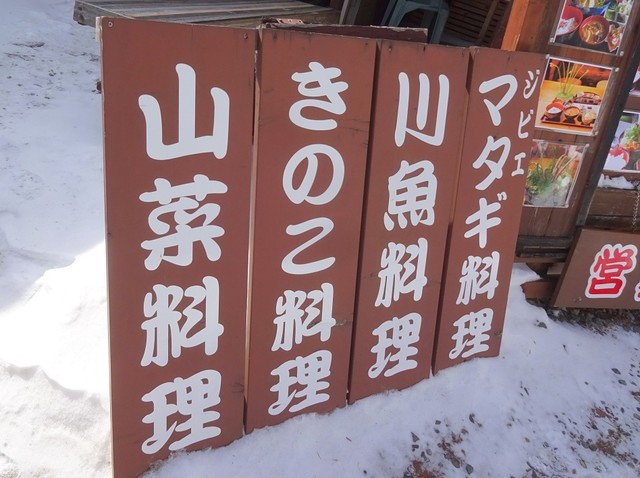 山菜料理
きのこ料理
川魚料理
ジビエ
マタギ料理
営